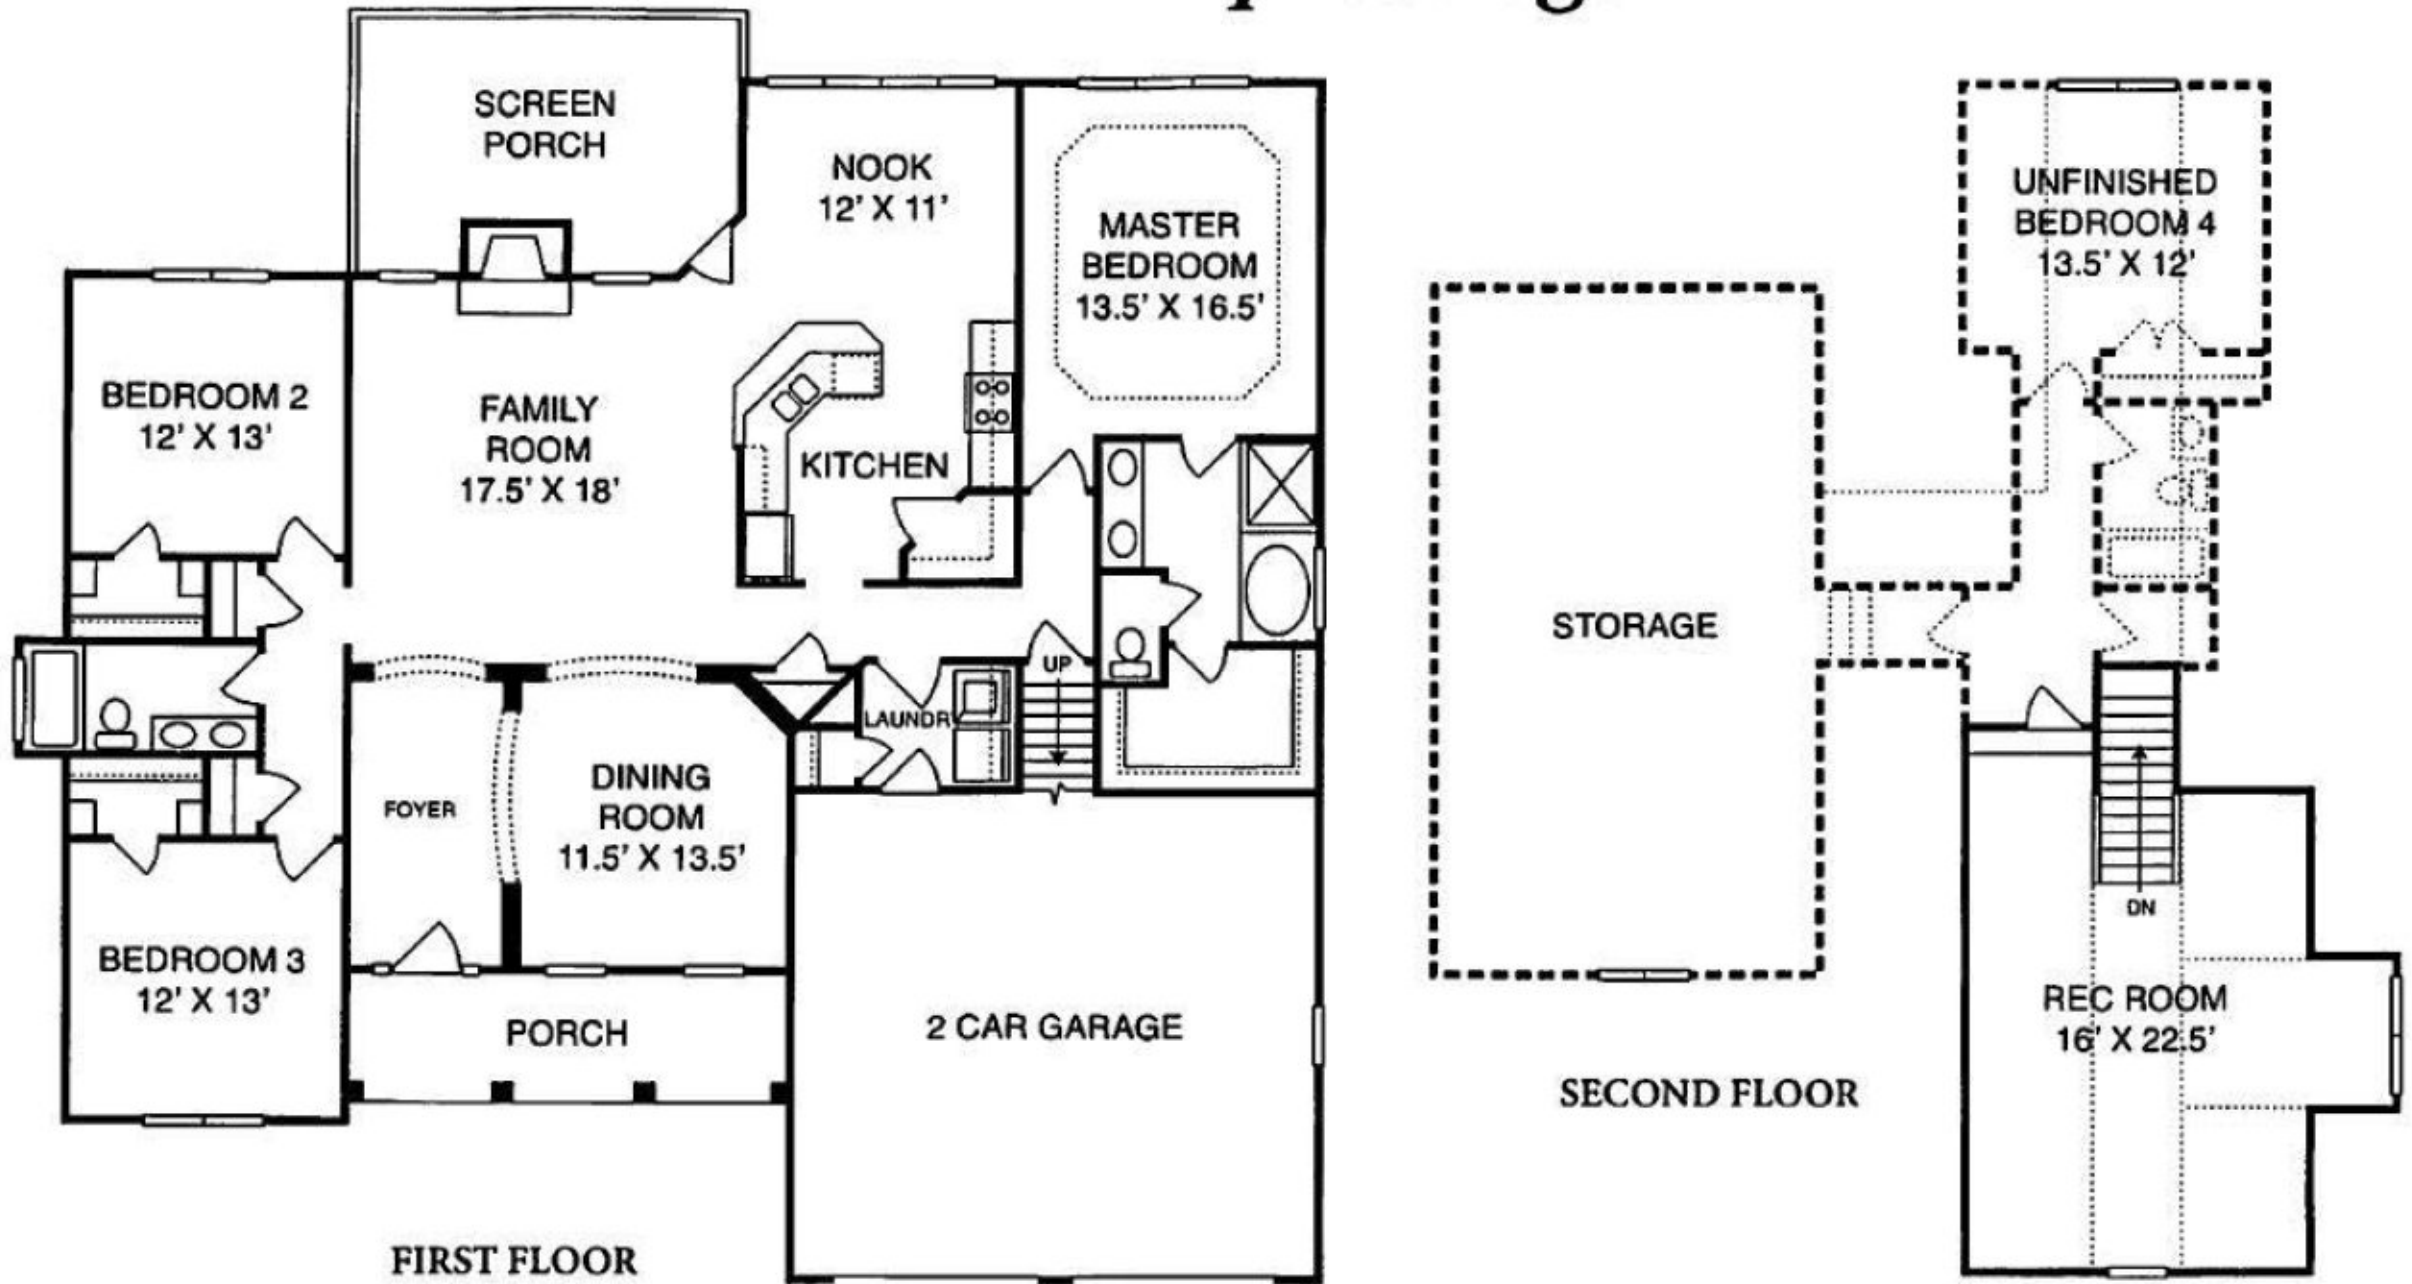 SCREEN
PORCH
NOOK
12' X 11'
MASTER
BEDROOM
13.5' X 16.5'
BEDROOM 2
12' X 13'
FAMILY
ROOM
17.5' X 18'
KITCHEN
UP
LAUNDR
FOYER
DINING
ROOM
11.5' X 13.5'
BEDROOM 3
12' X 13'
PORCH
2 CAR GARAGE
FIRST FLOOR
UNFINISHED
BEDROOM 4
13.5' X 12'
STORAGE
DN
REC ROOM
16' X 22.5'
SECOND FLOOR